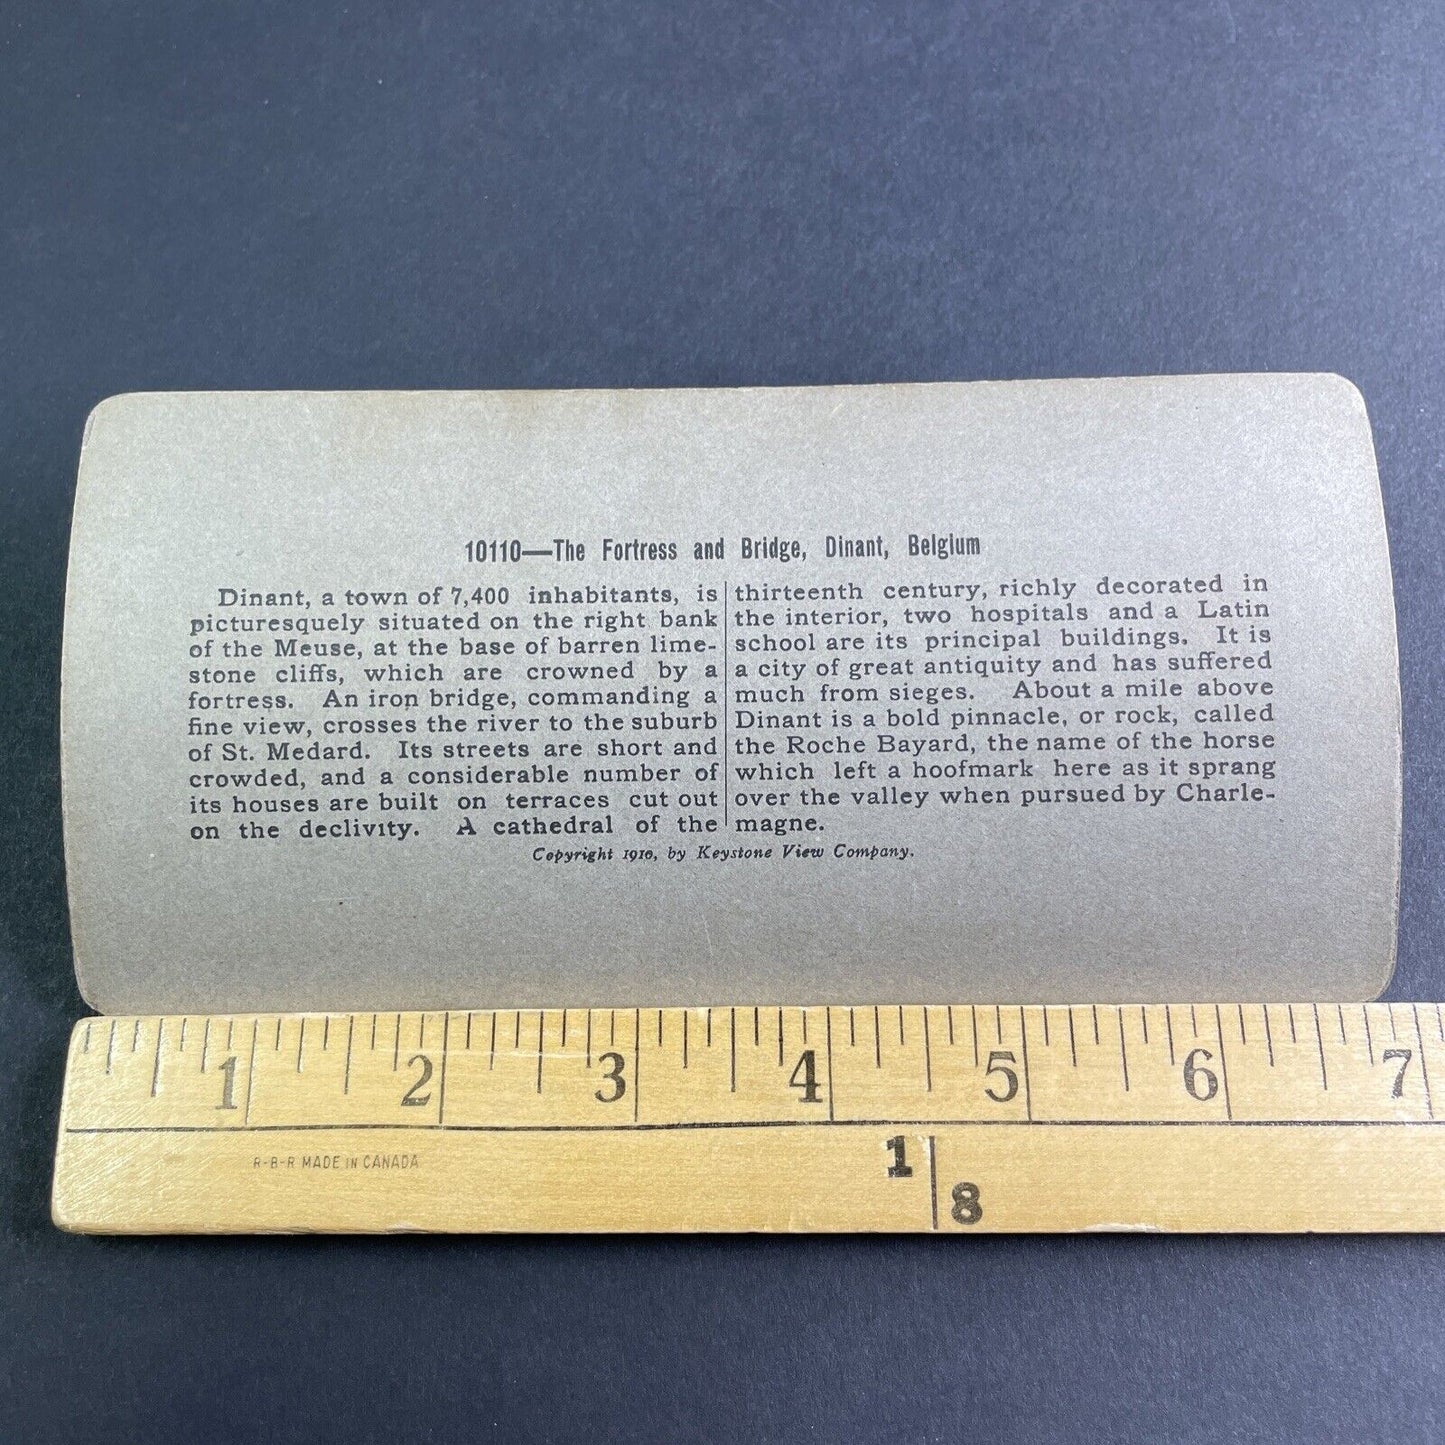 10110—The Fortress and Bridge, Dinant, Belgium
Dinant, a town of 7,400 inhabitants, is
picturesquely situated on the right bank
of the Meuse, at the base of barren lime-
stone cliffs, which are crowned by a
fortress. An iron bridge, commanding a
fine view, crosses the river to the suburb
of St. Medard. Its streets are short and
crowded, and a considerable number of
its houses are built on terraces cut out
on the declivity. A cathedral of the
thirteenth century, richly decorated in
the interior, two hospitals and a Latin
school are its principal buildings. It is
a city of great antiquity and has suffered
much from sieges. About a mile above
Dinant is a bold pinnacle, or rock, called
the Roche Bayard, the name of the horse
which left a hoofmark here as it sprang
over the valley when pursued by Charle-
magne.
Copyright 1910, by Keystone View Company.
1 2 3 4 5 6 7
R-B-R MADE IN CANADA
1
8